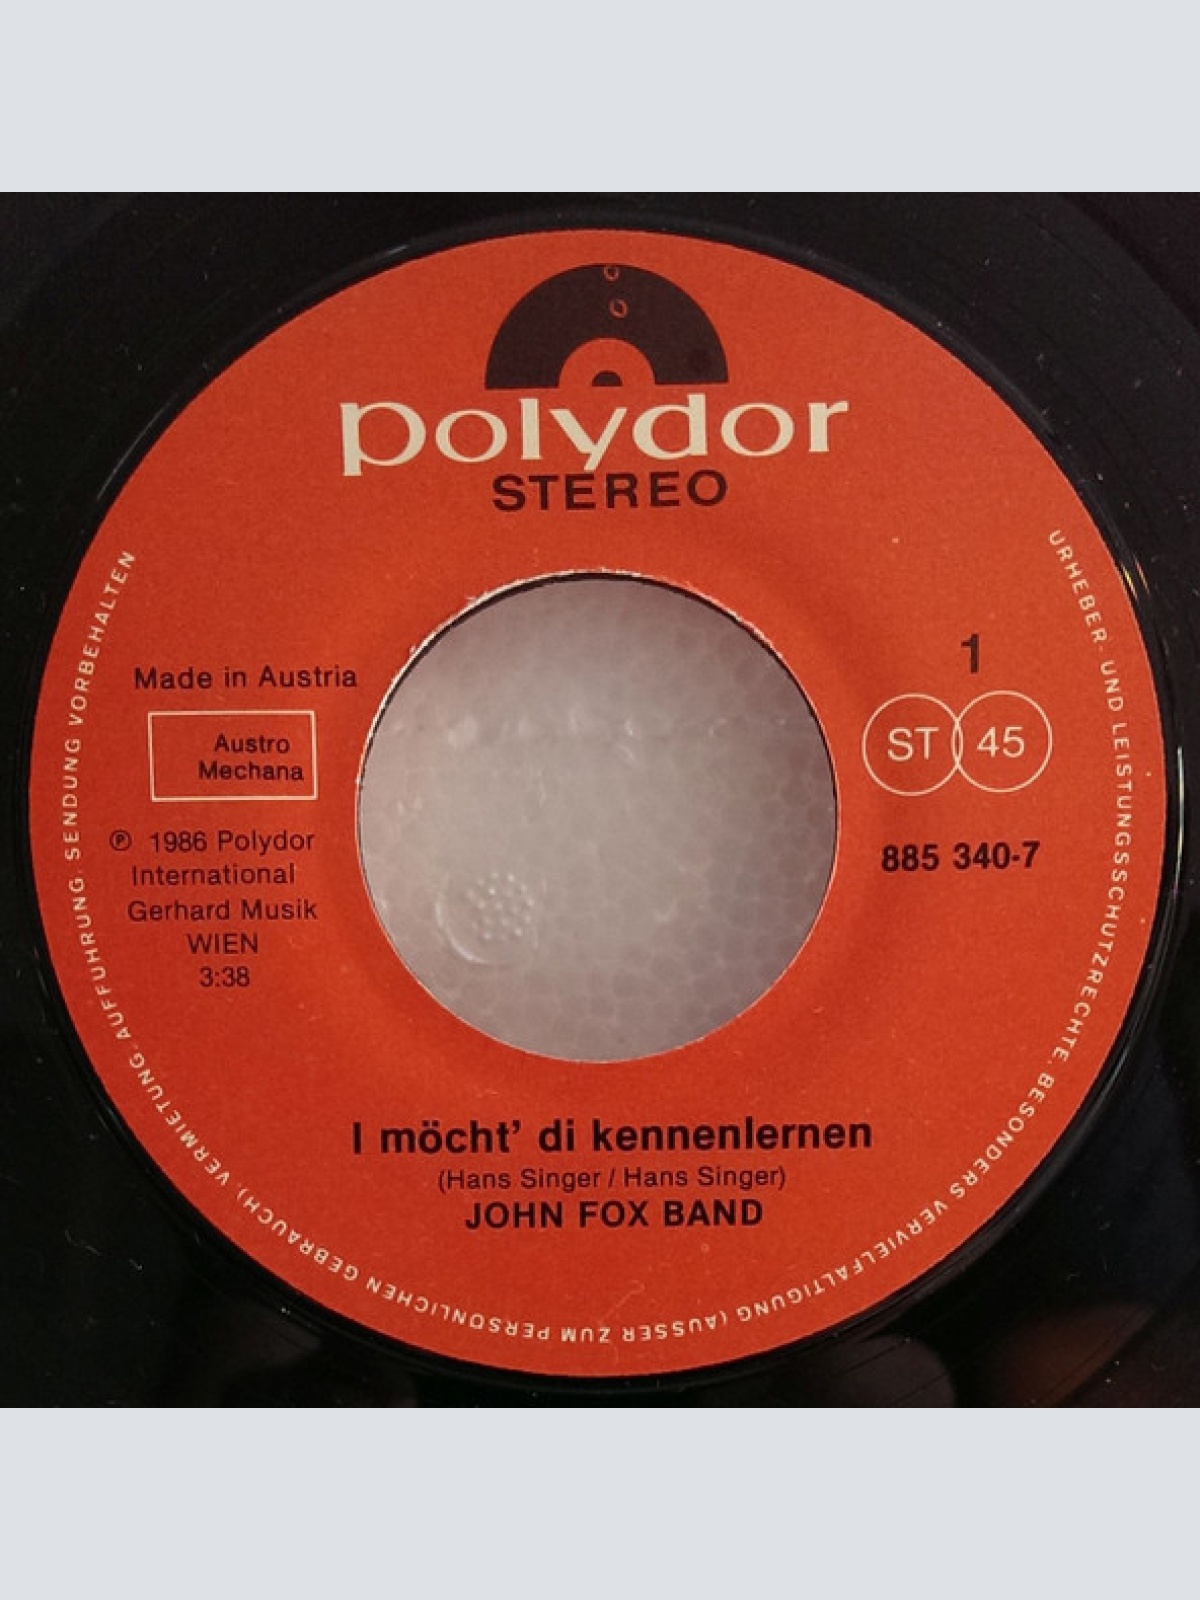 polydor
STEREO
Made in Austria
Austro
Mechana
℗ 1986 Polydor
International
Gerhard Musik
WIEN
3:38
1
ST 45
885 340-7
I möcht' di kennenlernen
(Hans Singer / Hans Singer)
JOHN FOX BAND
URHEBER- UND LEISTUNGSSCHUTZRECHTE, BESONDERS VERVIELFÄLTIGUNG (AUSSER ZUM PERSÖNLICHEN GEBRAUCH), VERMIETUNG, AUFFÜHRUNG, SENDUNG VORBEHALTEN